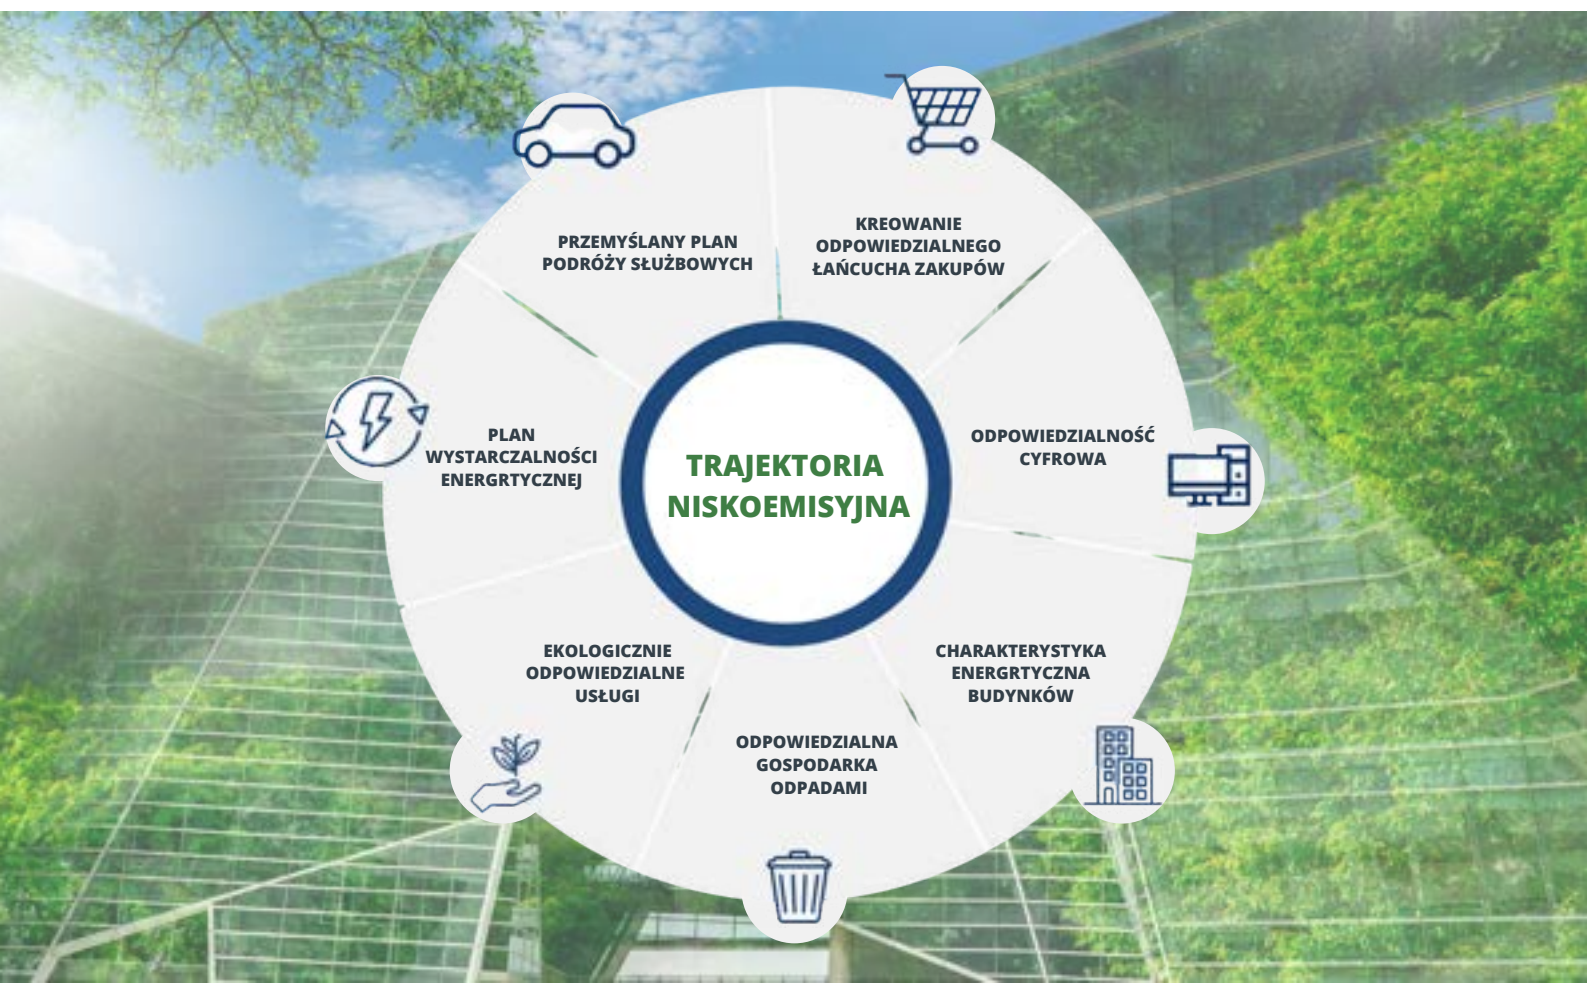 KREOWANIE
ODPOWIEDZIALNEGO
ŁAŃCUCHA ZAKUPÓW
PRZEMYŚLANY PLAN
PODRÓŻY SŁUŻBOWYCH
ODPOWIEDZIALNOŚĆ
CYFROWA
PLAN
WYSTARCZALNOŚCI
ENERGRTYCZNEJ
TRAJEKTORIA
NISKOEMISYJNA
EKOLOGICZNIE
ODPOWIEDZIALNE
USŁUGI
CHARAKTERYSTYKA
ENERGRTYCZNA
BUDYNKÓW
ODPOWIEDZIALNA
GOSPODARKA
ODPADAMI